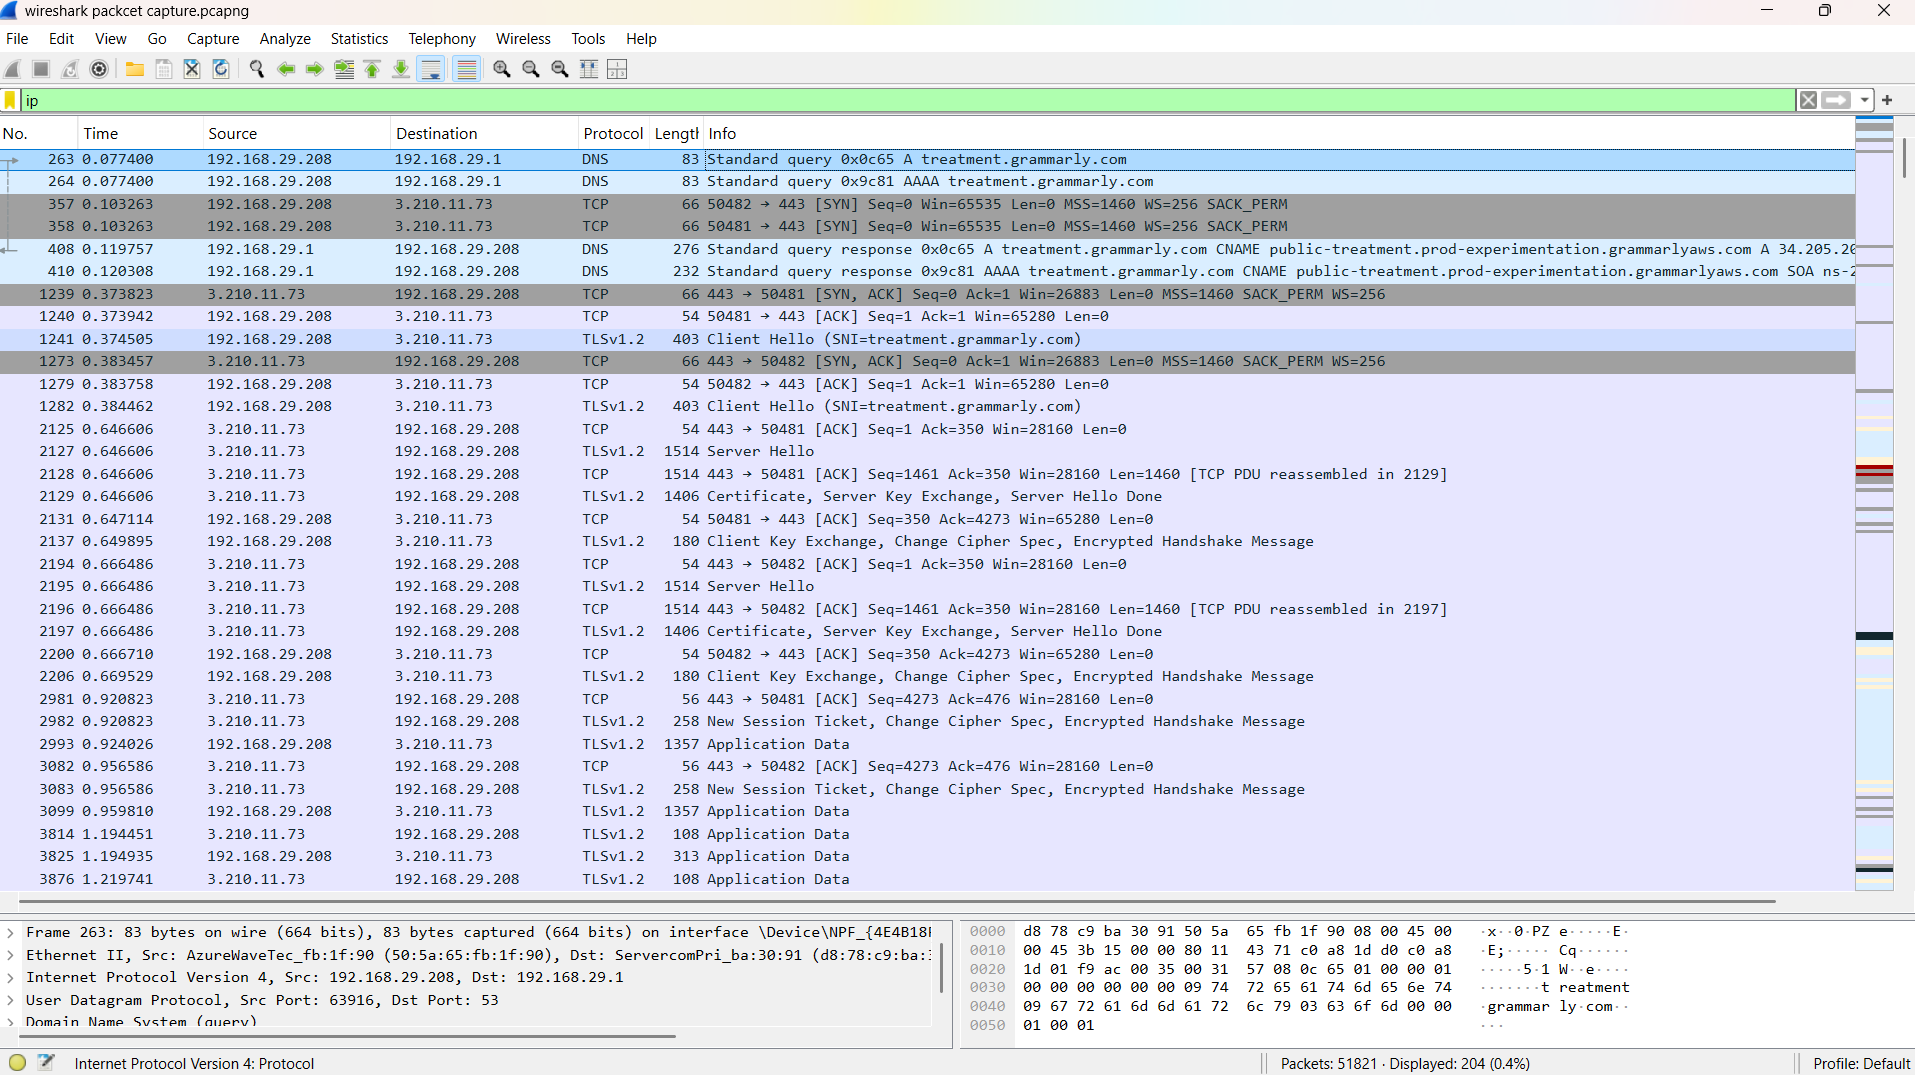 wireshark packcet capture.pcapng
File Edit View Go Capture Analyze Statistics Telephony Wireless Tools Help
ip
No. Time Source Destination Protocol Length Info
263 0.077400 192.168.29.208 192.168.29.1 DNS 83 Standard query 0x0c65 A treatment.grammarly.com
264 0.077400 192.168.29.208 192.168.29.1 DNS 83 Standard query 0x9c81 AAAA treatment.grammarly.com
357 0.103263 192.168.29.208 3.210.11.73 TCP 66 50482 → 443 [SYN] Seq=0 Win=65535 Len=0 MSS=1460 WS=256 SACK_PERM
358 0.103263 192.168.29.208 3.210.11.73 TCP 66 50481 → 443 [SYN] Seq=0 Win=65535 Len=0 MSS=1460 WS=256 SACK_PERM
408 0.119757 192.168.29.1 192.168.29.208 DNS 276 Standard query response 0x0c65 A treatment.grammarly.com CNAME public-treatment.prod-experimentation.grammarlyaws.com A 34.205.20
410 0.120308 192.168.29.1 192.168.29.208 DNS 232 Standard query response 0x9c81 AAAA treatment.grammarly.com CNAME public-treatment.prod-experimentation.grammarlyaws.com SOA ns-2
1239 0.373823 3.210.11.73 192.168.29.208 TCP 66 443 → 50481 [SYN, ACK] Seq=0 Ack=1 Win=26883 Len=0 MSS=1460 SACK_PERM WS=256
1240 0.373942 192.168.29.208 3.210.11.73 TCP 54 50481 → 443 [ACK] Seq=1 Ack=1 Win=65280 Len=0
1241 0.374505 192.168.29.208 3.210.11.73 TLSv1.2 403 Client Hello (SNI=treatment.grammarly.com)
1273 0.383457 3.210.11.73 192.168.29.208 TCP 66 443 → 50482 [SYN, ACK] Seq=0 Ack=1 Win=26883 Len=0 MSS=1460 SACK_PERM WS=256
1279 0.383758 192.168.29.208 3.210.11.73 TCP 54 50482 → 443 [ACK] Seq=1 Ack=1 Win=65280 Len=0
1282 0.384462 192.168.29.208 3.210.11.73 TLSv1.2 403 Client Hello (SNI=treatment.grammarly.com)
2125 0.646606 3.210.11.73 192.168.29.208 TCP 54 443 → 50481 [ACK] Seq=1 Ack=350 Win=28160 Len=0
2127 0.646606 3.210.11.73 192.168.29.208 TLSv1.2 1514 Server Hello
2128 0.646606 3.210.11.73 192.168.29.208 TCP 1514 443 → 50481 [ACK] Seq=1461 Ack=350 Win=28160 Len=1460 [TCP PDU reassembled in 2129]
2129 0.646606 3.210.11.73 192.168.29.208 TLSv1.2 1406 Certificate, Server Key Exchange, Server Hello Done
2131 0.647114 192.168.29.208 3.210.11.73 TCP 54 50481 → 443 [ACK] Seq=350 Ack=4273 Win=65280 Len=0
2137 0.649895 192.168.29.208 3.210.11.73 TLSv1.2 180 Client Key Exchange, Change Cipher Spec, Encrypted Handshake Message
2194 0.666486 3.210.11.73 192.168.29.208 TCP 54 443 → 50482 [ACK] Seq=1 Ack=350 Win=28160 Len=0
2195 0.666486 3.210.11.73 192.168.29.208 TLSv1.2 1514 Server Hello
2196 0.666486 3.210.11.73 192.168.29.208 TCP 1514 443 → 50482 [ACK] Seq=1461 Ack=350 Win=28160 Len=1460 [TCP PDU reassembled in 2197]
2197 0.666486 3.210.11.73 192.168.29.208 TLSv1.2 1406 Certificate, Server Key Exchange, Server Hello Done
2200 0.666710 192.168.29.208 3.210.11.73 TCP 54 50482 → 443 [ACK] Seq=350 Ack=4273 Win=65280 Len=0
2206 0.669529 192.168.29.208 3.210.11.73 TLSv1.2 180 Client Key Exchange, Change Cipher Spec, Encrypted Handshake Message
2981 0.920823 3.210.11.73 192.168.29.208 TCP 56 443 → 50481 [ACK] Seq=4273 Ack=476 Win=28160 Len=0
2982 0.920823 3.210.11.73 192.168.29.208 TLSv1.2 258 New Session Ticket, Change Cipher Spec, Encrypted Handshake Message
2993 0.924026 192.168.29.208 3.210.11.73 TLSv1.2 1357 Application Data
3082 0.956586 3.210.11.73 192.168.29.208 TCP 56 443 → 50482 [ACK] Seq=4273 Ack=476 Win=28160 Len=0
3083 0.956586 3.210.11.73 192.168.29.208 TLSv1.2 258 New Session Ticket, Change Cipher Spec, Encrypted Handshake Message
3099 0.959810 192.168.29.208 3.210.11.73 TLSv1.2 1357 Application Data
3814 1.194451 3.210.11.73 192.168.29.208 TLSv1.2 108 Application Data
3825 1.194935 192.168.29.208 3.210.11.73 TLSv1.2 313 Application Data
3876 1.219741 3.210.11.73 192.168.29.208 TLSv1.2 108 Application Data
Frame 263: 83 bytes on wire (664 bits), 83 bytes captured (664 bits) on interface \Device\NPF_{4E4B18F
Ethernet II, Src: AzureWaveTec_fb:1f:90 (50:5a:65:fb:1f:90), Dst: ServercomPri_ba:30:91 (d8:78:c9:ba:3
Internet Protocol Version 4, Src: 192.168.29.208, Dst: 192.168.29.1
User Datagram Protocol, Src Port: 63916, Dst Port: 53
Domain Name System (query)
0000 d8 78 c9 ba 30 91 50 5a 65 fb 1f 90 08 00 45 00 ·x··0·PZ e·····E·
0010 00 45 3b 15 00 00 80 11 43 71 c0 a8 1d d0 c0 a8 ·E;····· Cq······
0020 1d 01 f9 ac 00 35 00 31 57 08 0c 65 01 00 00 01 ·····5·1 W··e····
0030 00 00 00 00 00 00 09 74 72 65 61 74 6d 65 6e 74 ·······t reatment
0040 09 67 72 61 6d 6d 61 72 6c 79 03 63 6f 6d 00 00 ·grammar ly·com··
0050 01 00 01 ···
Internet Protocol Version 4: Protocol
Packets: 51821 · Displayed: 204 (0.4%)
Profile: Default